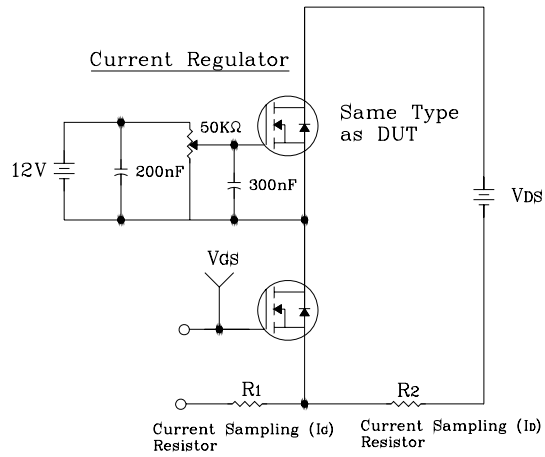 Current Regulator
50KΩ
Same Type
as DUT
12V
200nF
300nF
VDS
VGS
R1
R2
Current Sampling (IG)
Resistor
Current Sampling (ID)
Resistor